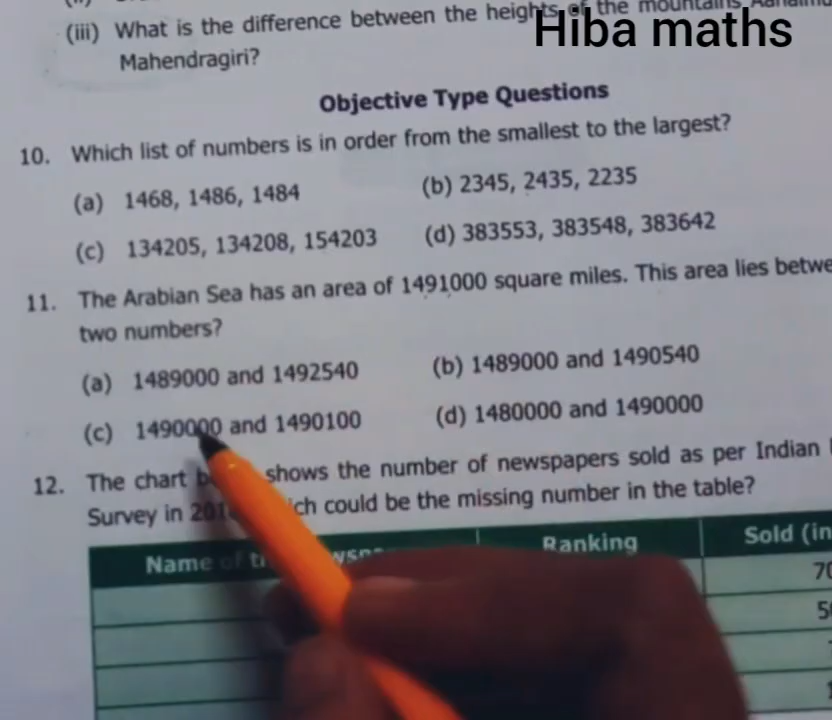 (iii) What is the difference between the heights of the mountains
Hiba maths
Mahendragiri?
Objective Type Questions
10. Which list of numbers is in order from the smallest to the largest?
(a) 1468, 1486, 1484 (b) 2345, 2435, 2235
(c) 134205, 134208, 154203 (d) 383553, 383548, 383642
11. The Arabian Sea has an area of 1491000 square miles. This area lies
two numbers?
(a) 1489000 and 1492540 (b) 1489000 and 1490540
(c) 1490000 and 1490100 (d) 1480000 and 1490000
12. The chart shows the number of newspapers sold as per Indian
Survey in could be the missing number in the table?
Name Ranking Sold (in